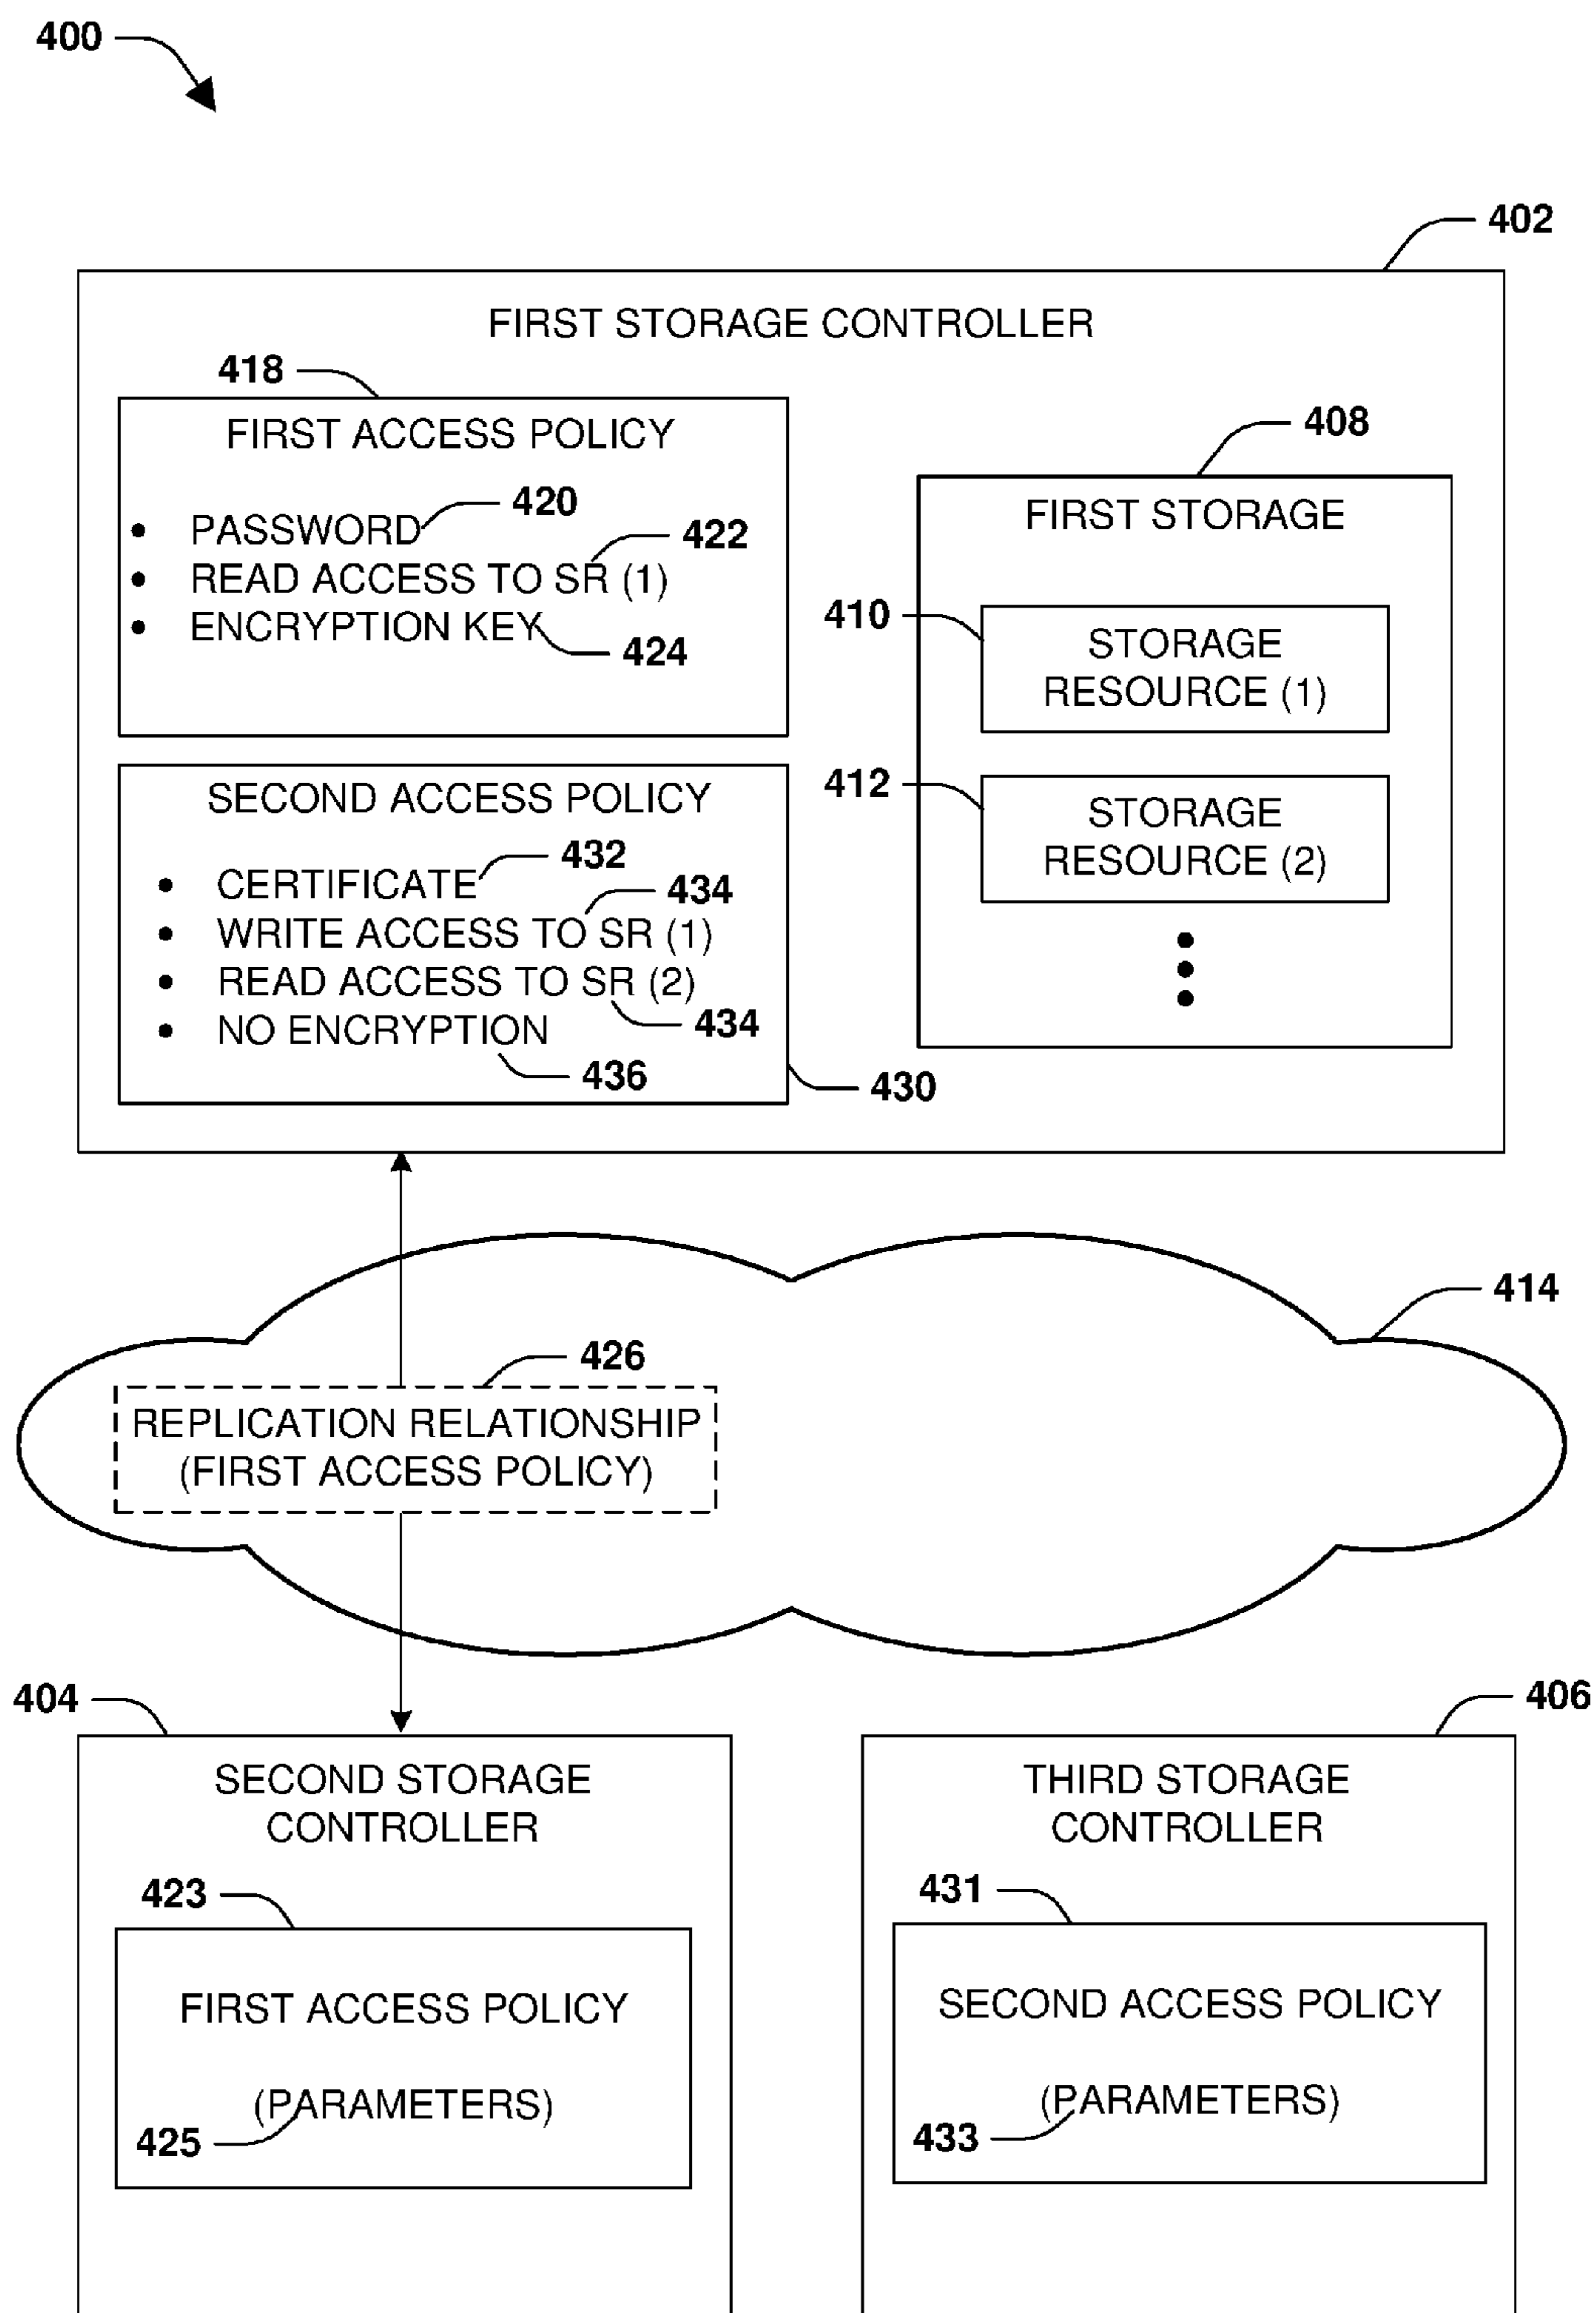 400
402
FIRST STORAGE CONTROLLER
418
FIRST ACCESS POLICY
• PASSWORD 420
• READ ACCESS TO SR (1) 422
• ENCRYPTION KEY 424
408
FIRST STORAGE
410
STORAGE
RESOURCE (1)
412
STORAGE
RESOURCE (2)
SECOND ACCESS POLICY
• CERTIFICATE 432
• WRITE ACCESS TO SR (1) 434
• READ ACCESS TO SR (2) 434
• NO ENCRYPTION 436
430
414
426
REPLICATION RELATIONSHIP
(FIRST ACCESS POLICY)
404
SECOND STORAGE
CONTROLLER
423
FIRST ACCESS POLICY
(PARAMETERS)
425
406
THIRD STORAGE
CONTROLLER
431
SECOND ACCESS POLICY
(PARAMETERS)
433